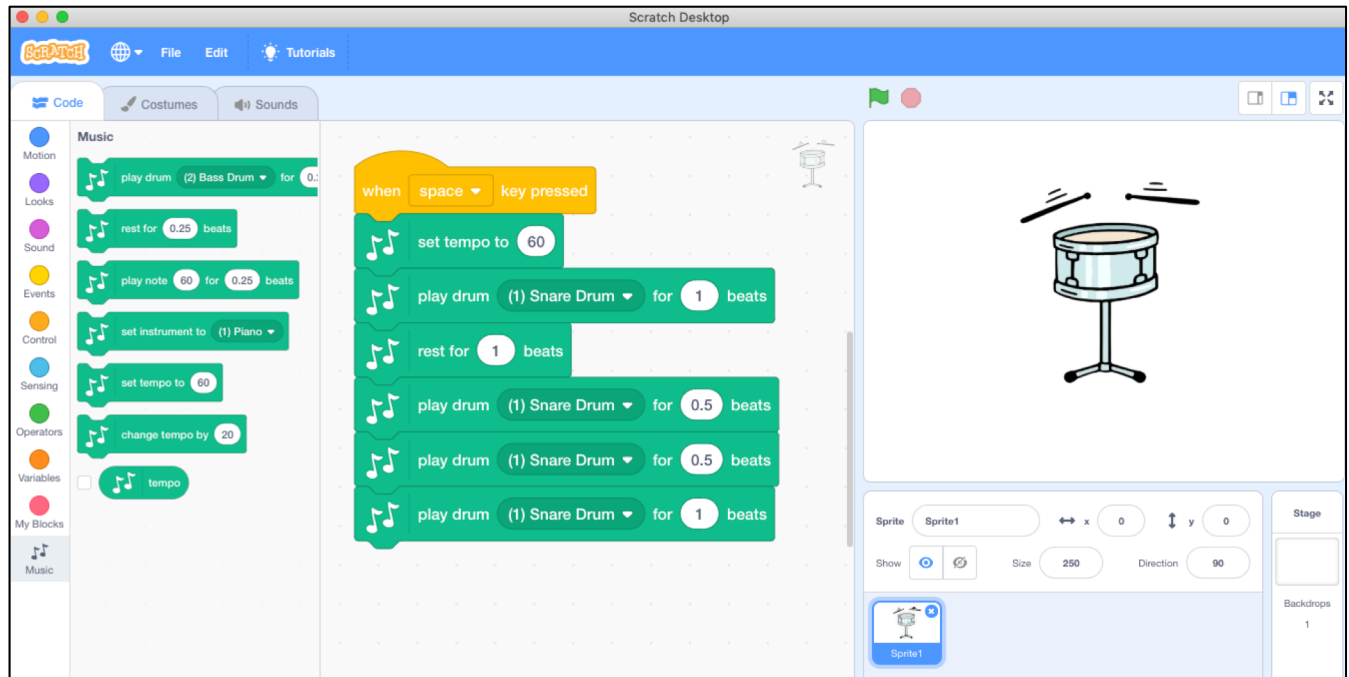 Scratch Desktop
SCRATCH File Edit Tutorials
Code Costumes Sounds
Motion
Looks
Sound
Events
Control
Sensing
Operators
Variables
My Blocks
Music
Music
play drum (2) Bass Drum for 0.
rest for 0.25 beats
play note 60 for 0.25 beats
set instrument to (1) Piano
set tempo to 60
change tempo by 20
tempo
when space key pressed
set tempo to 60
play drum (1) Snare Drum for 1 beats
rest for 1 beats
play drum (1) Snare Drum for 0.5 beats
play drum (1) Snare Drum for 0.5 beats
play drum (1) Snare Drum for 1 beats
Sprite Sprite1 x 0 y 0
Show Size 250 Direction 90
Sprite1
Stage
Backdrops
1